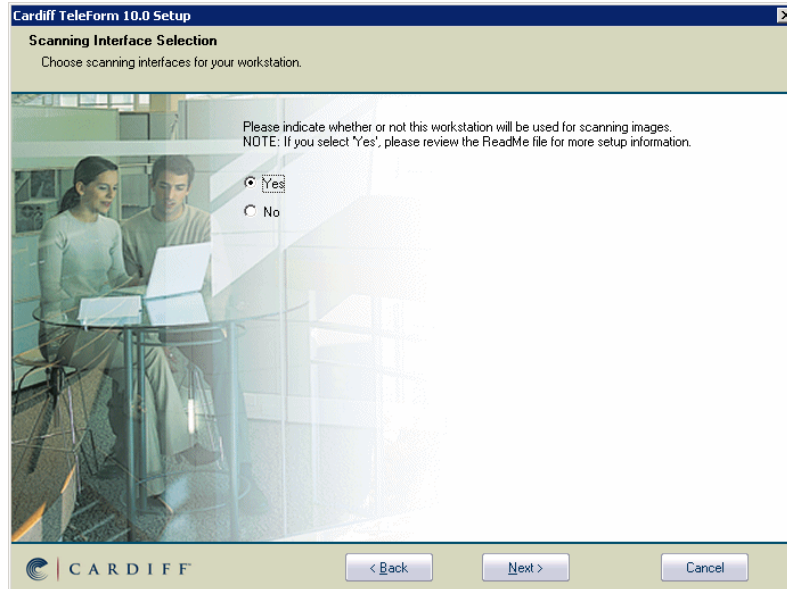 Cardiff TeleForm 10.0 Setup
Scanning Interface Selection
Choose scanning interfaces for your workstation.
Please indicate whether or not this workstation will be used for scanning images.
NOTE: If you select 'Yes', please review the ReadMe file for more setup information.
Yes
No
CARDIFF
< Back
Next >
Cancel